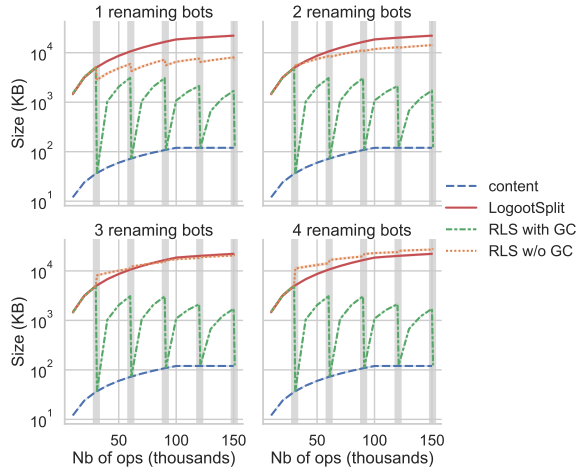 1 renaming bots
2 renaming bots
Size (KB)
10^4
10^3
10^2
10^1
content
LogootSplit
RLS with GC
RLS w/o GC
3 renaming bots
4 renaming bots
Size (KB)
10^4
10^3
10^2
10^1
50 100 150
50 100 150
Nb of ops (thousands)
Nb of ops (thousands)